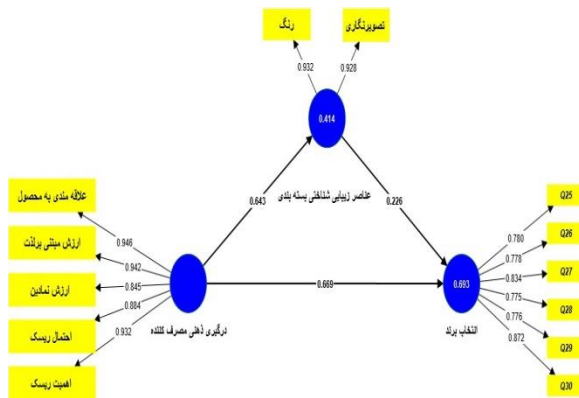 رنگ
تصویرنگاری
0.932
0.928
0.414
عناصر زیبایی شناختی بسته بندی
0.643
0.226
علاقه مندی به محصول
ارزش مبتنی برلذت
ارزش نمادین
احتمال ریسک
اهمیت ریسک
0.946
0.942
0.845
0.884
0.932
درگیری ذهنی مصرف کننده
0.669
0.693
انتخاب برند
0.780
0.778
0.834
0.775
0.776
0.872
Q25
Q26
Q27
Q28
Q29
Q30